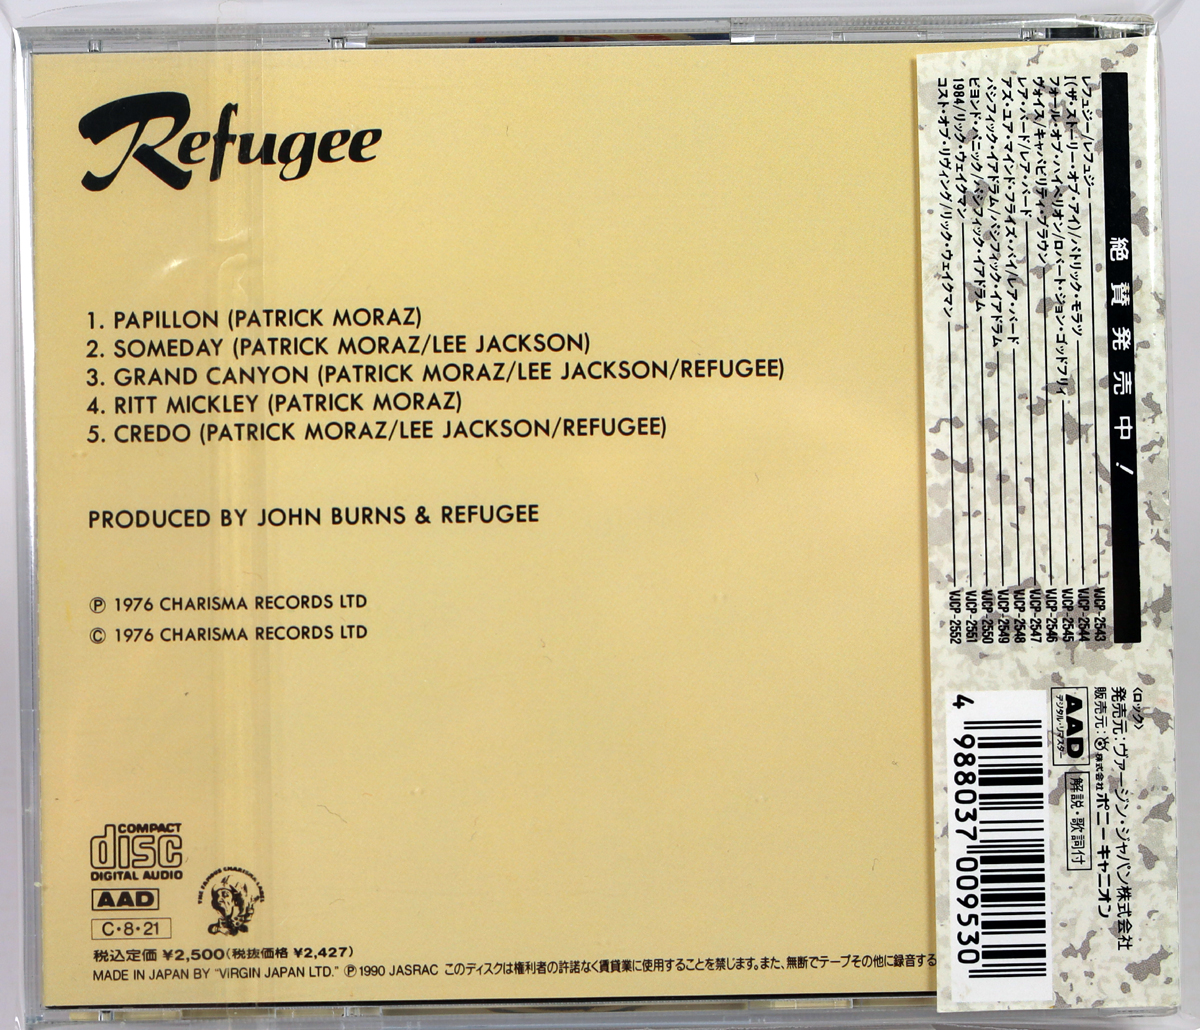 Refugee
1. PAPILLON (PATRICK MORAZ)
2. SOMEDAY (PATRICK MORAZ/LEE JACKSON)
3. GRAND CANYON (PATRICK MORAZ/LEE JACKSON/REFUGEE)
4. RITT MICKLEY (PATRICK MORAZ)
5. CREDO (PATRICK MORAZ/LEE JACKSON/REFUGEE)
PRODUCED BY JOHN BURNS & REFUGEE
℗ 1976 CHARISMA RECORDS LTD
© 1976 CHARISMA RECORDS LTD
COMPACT
disc
DIGITAL AUDIO
AAD
THE FAMOUS CHARISMA LABEL
C·8·21
税込定価 ¥2,500(税抜価格 ¥2,427)
MADE IN JAPAN BY "VIRGIN JAPAN LTD." ℗1990 JASRAC このディスクは権利者の許諾なく賃貸業に使用することを禁じます。また、無断でテープその他に録音する
絶賛発売中!
レフュジー/レフュジー VJCP-2543
I(ザ・ストーリー・オブ・アイ)/パトリック・モラツ VJCP-2544
フォール・オブ・ハイペリオン/ロバート・ジョン・ゴッドフリィ VJCP-2545
ヴォイス/キャパビリティ・ブラウン VJCP-2546
レア・バード/レア・バード VJCP-2547
アズ・ユア・マインド・フライズ・バイ/レア・バード VJCP-2548
パシフィック・イアドラム/パシフィック・イアドラム VJCP-2549
ビヨンド・パニック/パシフィック・イアドラム VJCP-2550
1984/リック・ウェイクマン VJCP-2551
コスト・オブ・リヴィング/リック・ウェイクマン VJCP-2552
〈ロック〉
発売元:ヴァージン・ジャパン株式会社
販売元:株式会社ポニーキャニオン
AAD
デジタル・リマスター
解説・歌詞付
4 988037 009530